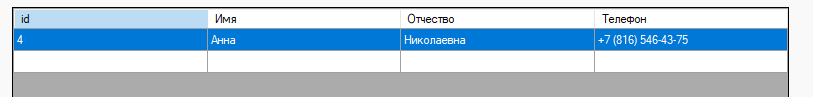 id Имя Отчество Телефон
4 Анна Николаевна +7 (816) 546-43-75